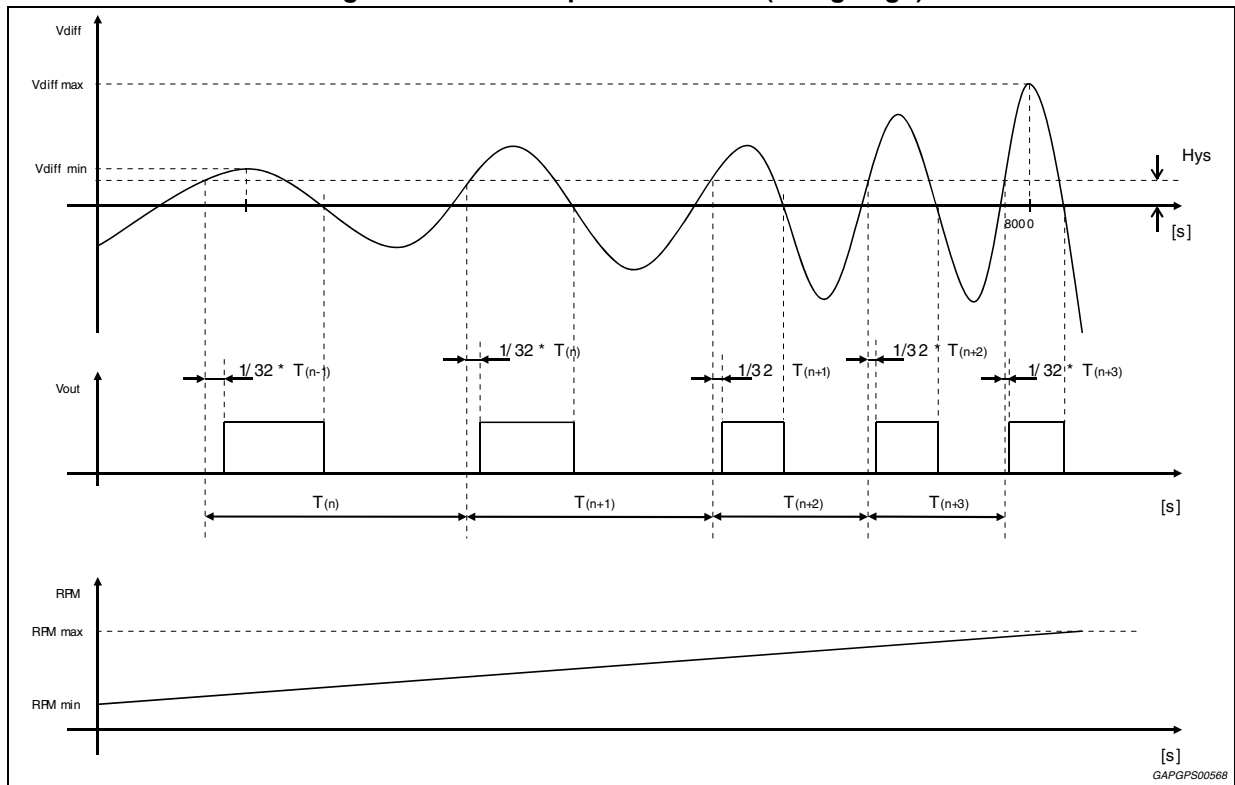 Vdiff
Vdiff max
Vdiff min
Hys
8000
[s]
1/32 * T(n-1)
1/32 * T(n)
1/32 T(n+1)
1/32 * T(n+2)
1/32 * T(n+3)
Vout
T(n)
T(n+1)
T(n+2)
T(n+3)
[s]
RPM
RPM max
RPM min
[s]
GAPGPS00568